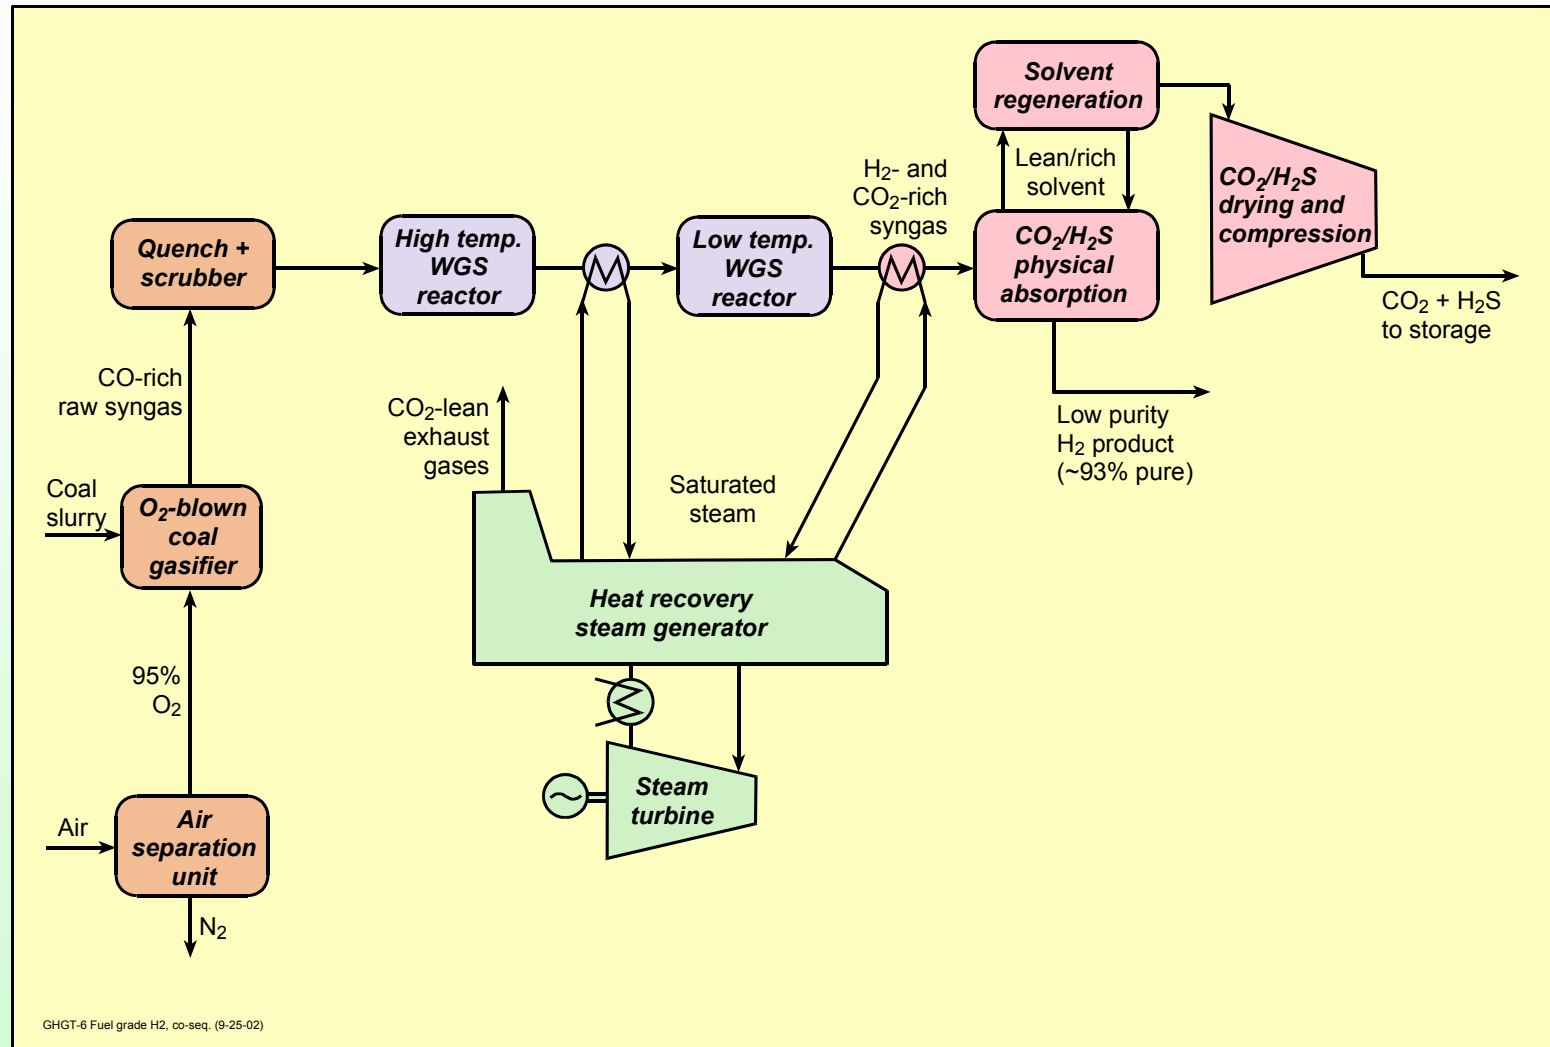 Solvent
regeneration
Lean/rich
solvent
H₂- and
CO₂-rich
syngas
CO₂/H₂S
drying and
compression
Quench +
scrubber
High temp.
WGS
reactor
Low temp.
WGS
reactor
CO₂/H₂S
physical
absorption
CO₂ + H₂S
to storage
CO-rich
raw syngas
CO₂-lean
exhaust
gases
Low purity
H₂ product
(~93% pure)
Coal
slurry
O₂-blown
coal
gasifier
Saturated
steam
Heat recovery
steam generator
95%
O₂
Steam
turbine
Air
Air
separation
unit
N₂
GHGT-6 Fuel grade H2, co-seq. (9-25-02)